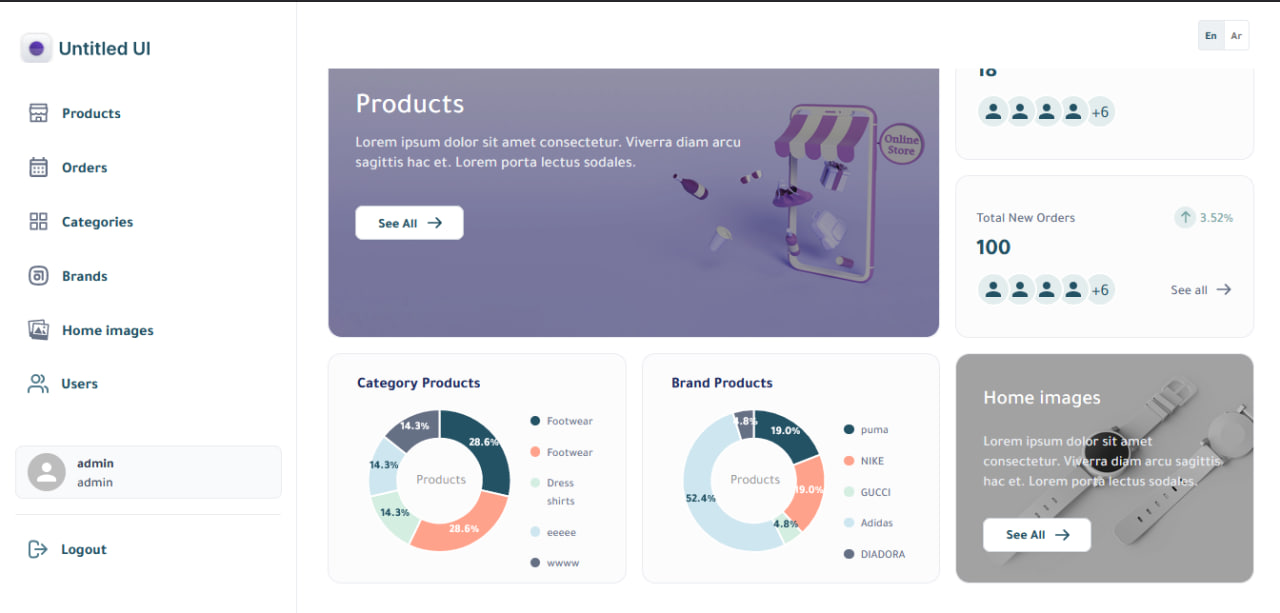 Untitled UI
En
Ar
Products
Orders
Categories
Brands
Home images
Users
admin
admin
Logout
Products
Lorem ipsum dolor sit amet consectetur. Viverra diam arcu
sagittis hac et. Lorem porta lectus sodales.
See All
Online
Store
18
+6
Total New Orders
3.52%
100
+6
See all
Category Products
14.3%
28.6%
14.3%
Products
14.3%
28.6%
Footwear
Footwear
Dress
shirts
eeeee
wwww
Brand Products
4.8%
19.0%
Products
19.0%
52.4%
4.8%
puma
NIKE
GUCCI
Adidas
DIADORA
Home images
Lorem ipsum dolor sit amet
consectetur. Viverra diam arcu sagittis
hac et. Lorem porta lectus sodales.
See All